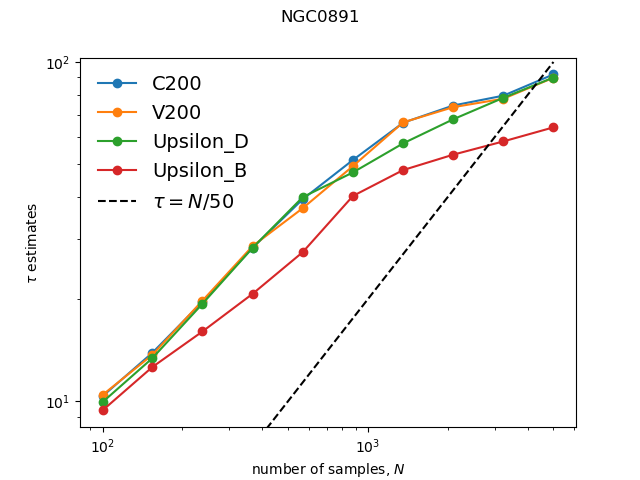 NGC0891
10²
C200
V200
Upsilon_D
Upsilon_B
τ = N/50
τ estimates
10¹
10²
10³
number of samples, N